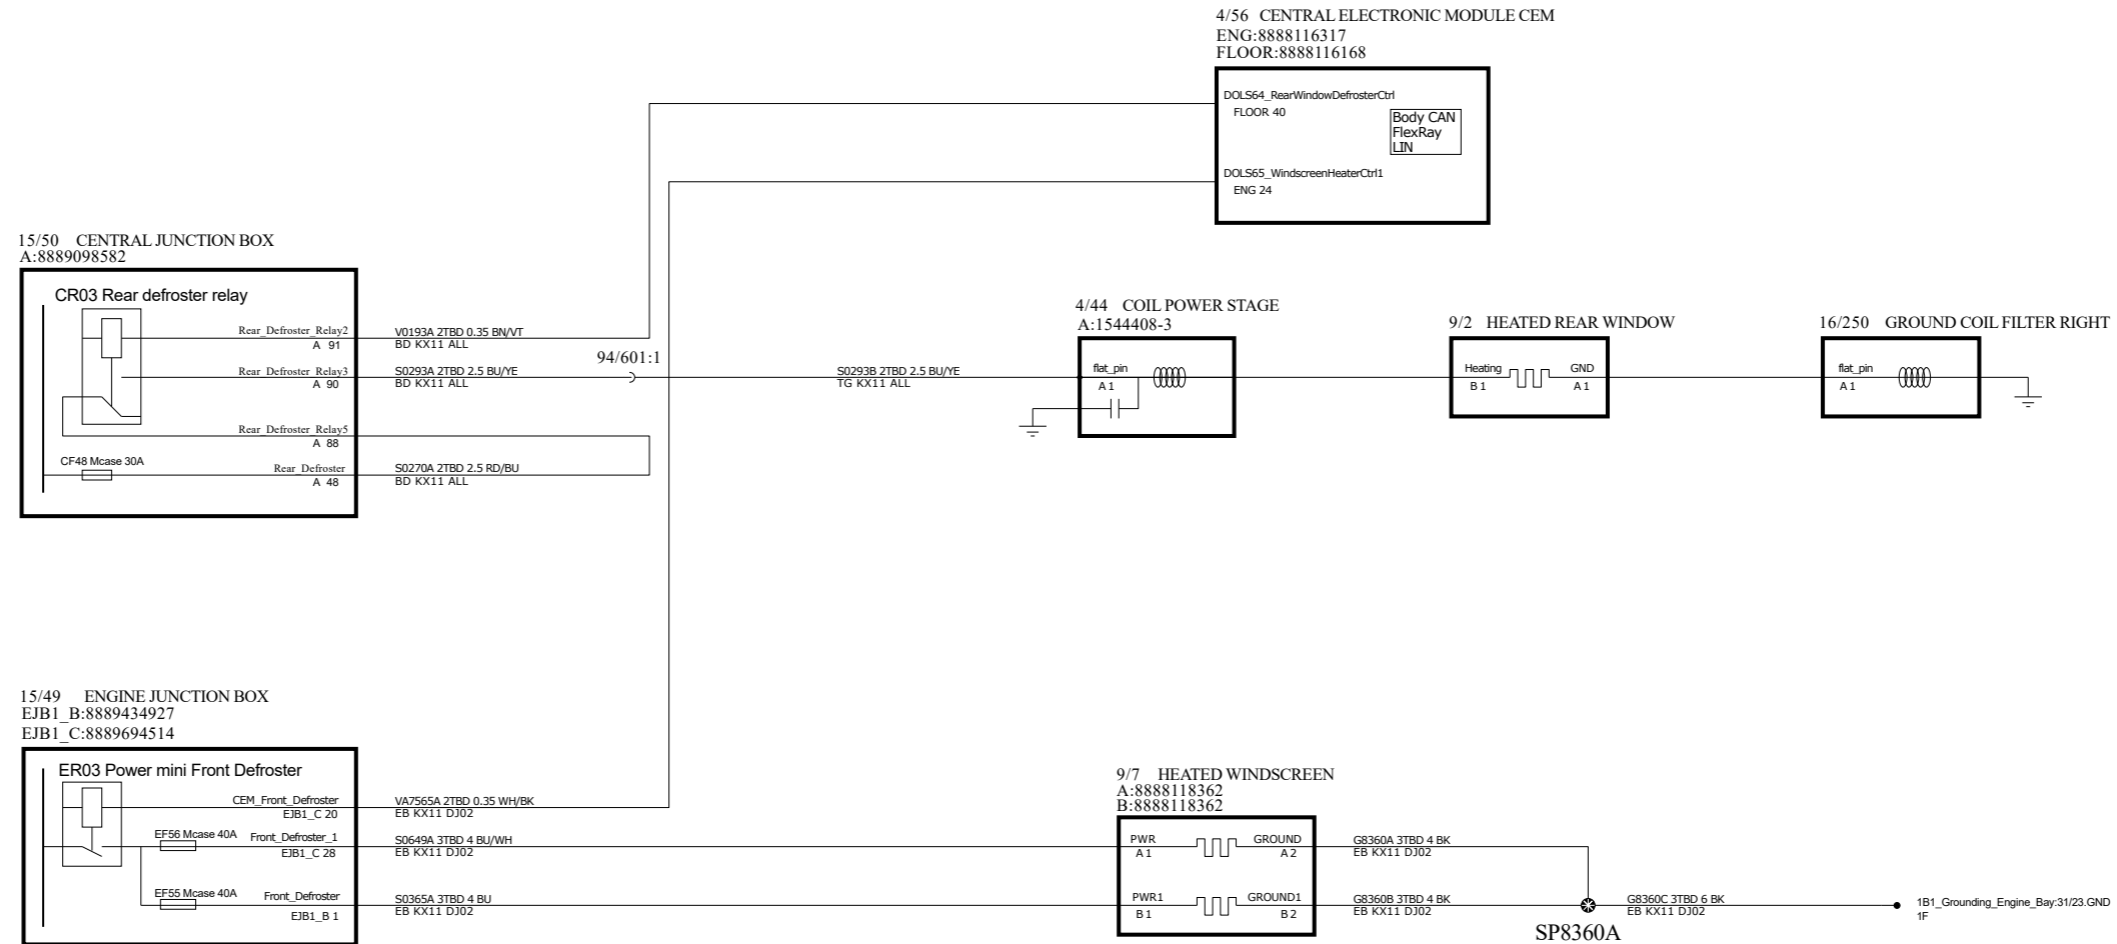 4/56 CENTRAL ELECTRONIC MODULE CEM
ENG:8888116317
FLOOR:8888116168
DOLS64_RearWindowDefrosterCtrl
FLOOR 40
Body CAN
FlexRay
LIN
DOLS65_WindscreenHeaterCtrl1
ENG 24
15/50 CENTRAL JUNCTION BOX
A:8889098582
CR03 Rear defroster relay
Rear_Defroster_Relay2
A 91
V0193A 2TBD 0.35 BN/VT
BD KX11 ALL
Rear_Defroster_Relay3
A 90
S0293A 2TBD 2.5 BU/YE
BD KX11 ALL
94/601:1
S0293B 2TBD 2.5 BU/YE
TG KX11 ALL
Rear_Defroster_Relay5
A 88
CF48 Mcase 30A
Rear_Defroster
A 48
S0270A 2TBD 2.5 RD/BU
BD KX11 ALL
4/44 COIL POWER STAGE
A:1544408-3
flat_pin
A 1
9/2 HEATED REAR WINDOW
Heating
B 1
GND
A 1
16/250 GROUND COIL FILTER RIGHT
flat_pin
A 1
15/49 ENGINE JUNCTION BOX
EJB1_B:8889434927
EJB1_C:8889694514
ER03 Power mini Front Defroster
CEM_Front_Defroster
EJB1_C 20
VA7565A 2TBD 0.35 WH/BK
EB KX11 DJ02
EF56 Mcase 40A
Front_Defroster_1
EJB1_C 28
S0649A 3TBD 4 BU/WH
EB KX11 DJ02
EF55 Mcase 40A
Front_Defroster
EJB1_B 1
S0365A 3TBD 4 BU
EB KX11 DJ02
9/7 HEATED WINDSCREEN
A:8888118362
B:8888118362
PWR
A 1
GROUND
A 2
PWR1
B 1
GROUND1
B 2
G8360A 3TBD 4 BK
EB KX11 DJ02
G8360B 3TBD 4 BK
EB KX11 DJ02
SP8360A
G8360C 3TBD 6 BK
EB KX11 DJ02
1B1_Grounding_Engine_Bay:31/23.GND
1F